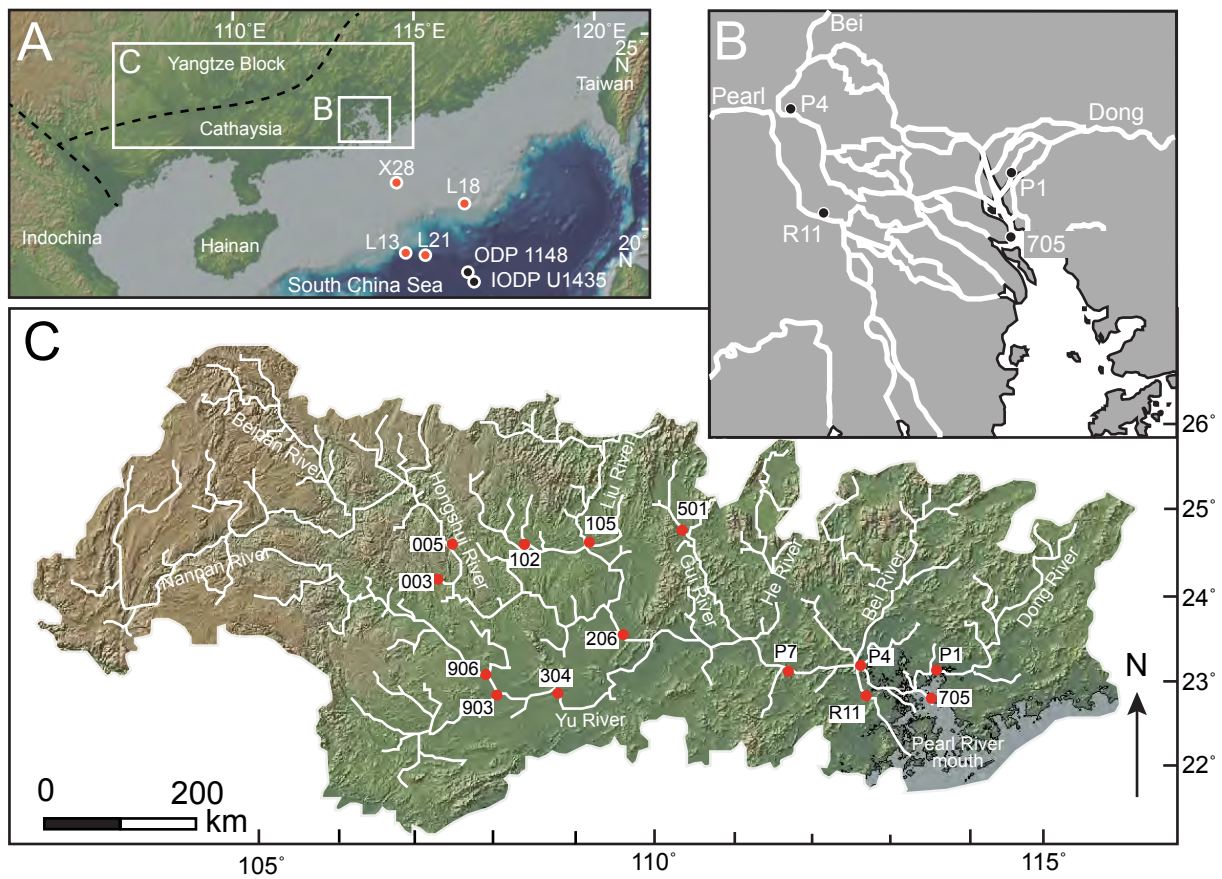 A
110°E
115°E
120°E
25°
N
C
Yangtze Block
Taiwan
B
Cathaysia
X28
L18
Indochina
Hainan
L13
L21
20°
N
ODP 1148
South China Sea
IODP U1435
B
Bei
Pearl
P4
Dong
P1
R11
705
C
26°
Beipan River
Hongshui River
Liu River
105
501
25°
005
102
Nanpan River
003
Gui River
He River
Bei River
Dong River
24°
206
P7
P4
P1
N
906
304
903
Yu River
R11
705
23°
Pearl River
mouth
22°
0
200
km
105°
110°
115°